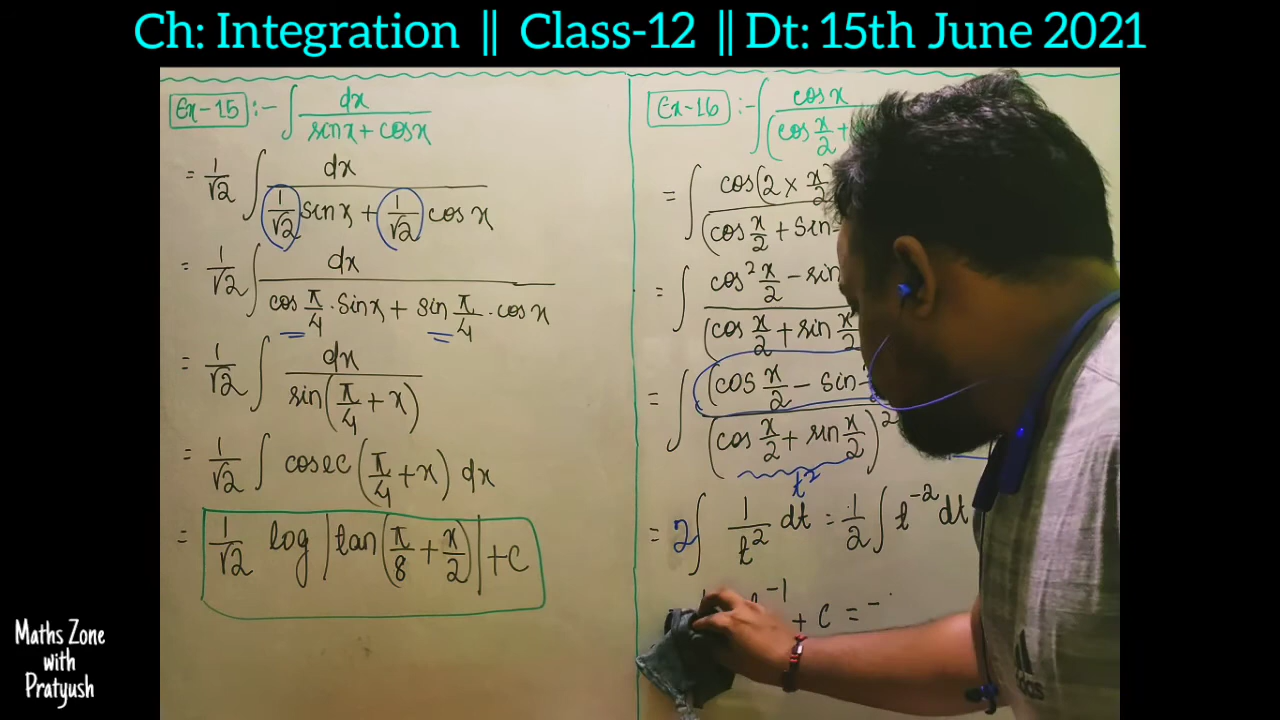 Ch: Integration || Class-12 || Dt: 15th June 2021
Ex-15 :- ∫ dx / (sinx + cosx)
= 1/√2 ∫ dx / (1/√2 sinx + 1/√2 cosx)
= 1/√2 ∫ dx / (cos π/4 · sinx + sin π/4 · cosx)
= 1/√2 ∫ dx / sin(π/4 + x)
= 1/√2 ∫ cosec(π/4 + x) dx
= 1/√2 log |tan(π/8 + x/2)| + c
Ex-16 :- ∫ cosx / (cos x/2 +
= ∫ cos(2 × x/2) / (cos x/2 + sin
= ∫ cos² x/2 - sin / (cos x/2 + sin x/2
= ∫ (cos x/2 - sin / (cos x/2 + sin x/2)²
t²
= 2∫ 1/t² dt = 1/2 ∫ t⁻² dt
-1 + c = -
Maths Zone
with
Pratyush